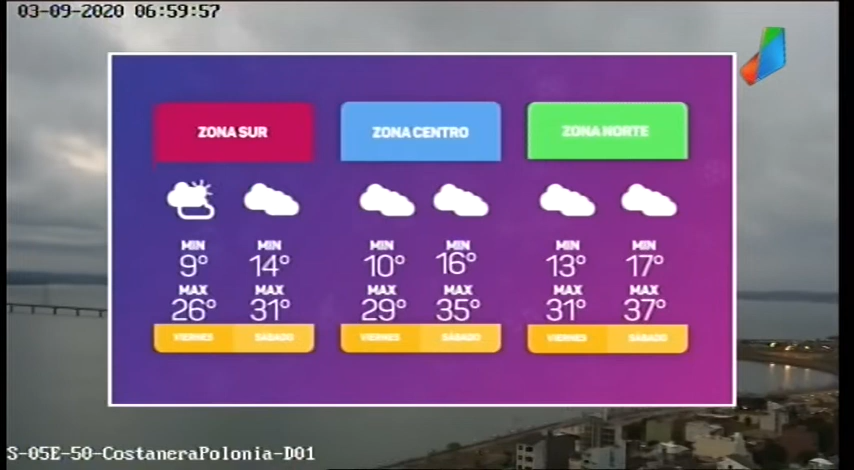 03-09-2020 06:59:57
ZONA SUR
ZONA CENTRO
ZONA NORTE
MIN MIN MIN MIN MIN MIN
9° 14° 10° 16° 13° 17°
MAX MAX MAX MAX MAX MAX
26° 31° 29° 35° 31° 37°
VIERNES SÁBADO VIERNES SÁBADO VIERNES SÁBADO
S-05E-50-CostaneraPolonia-D01